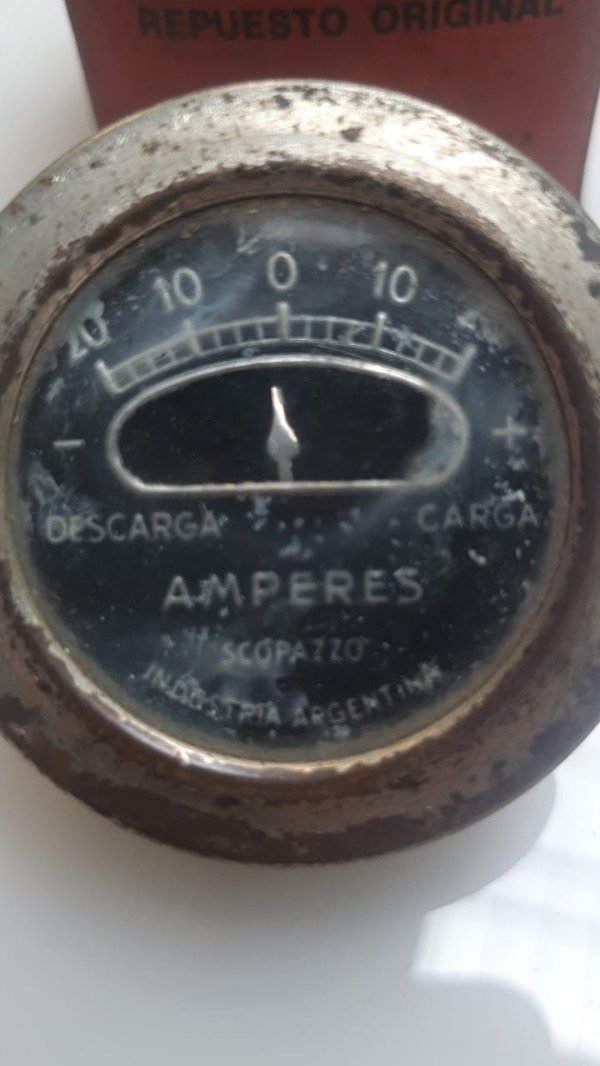 REPUESTO ORIGINAL
20 10 0 10
- +
DESCARGA CARGA
AMPERES
SCOPAZZO
INDUSTRIA ARGENTINA